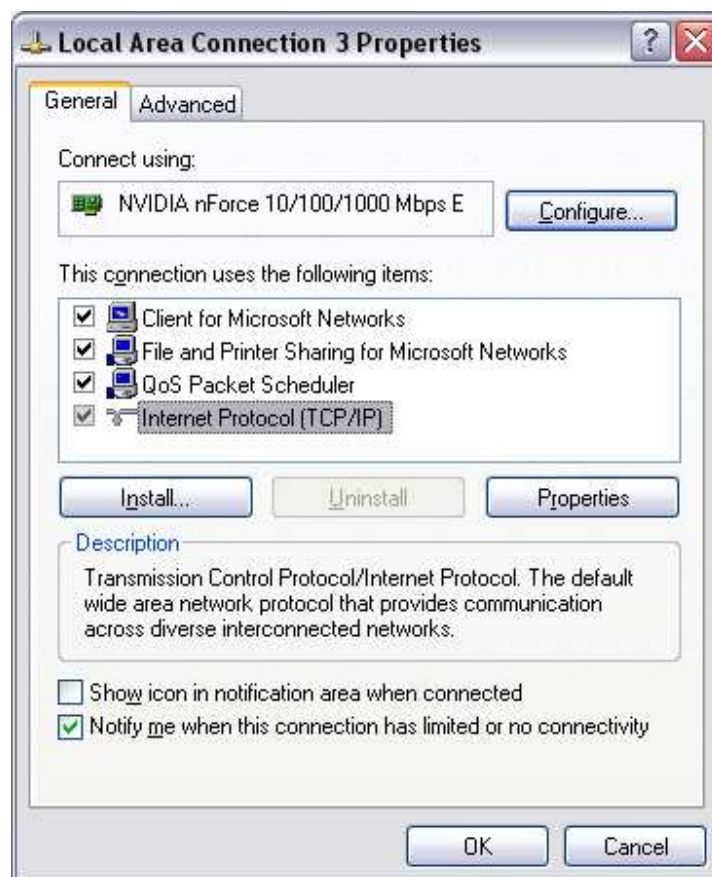 Local Area Connection 3 Properties
General
Advanced
Connect using:
NVIDIA nForce 10/100/1000 Mbps E
Configure...
This connection uses the following items:
Client for Microsoft Networks
File and Printer Sharing for Microsoft Networks
QoS Packet Scheduler
Internet Protocol (TCP/IP)
Install...
Uninstall
Properties
Description
Transmission Control Protocol/Internet Protocol. The default
wide area network protocol that provides communication
across diverse interconnected networks.
Show icon in notification area when connected
Notify me when this connection has limited or no connectivity
OK
Cancel